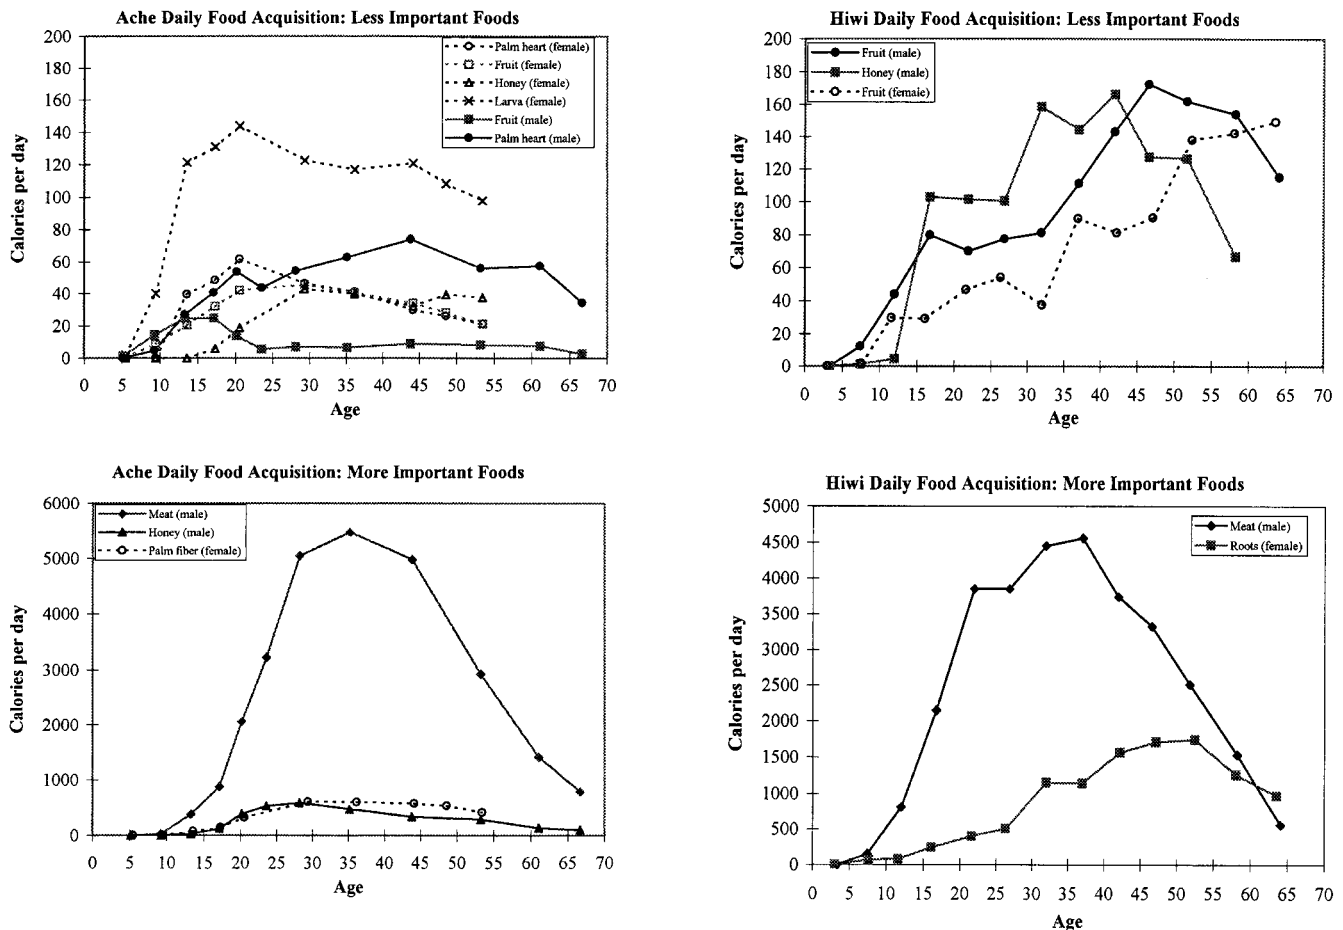 Ache Daily Food Acquisition: Less Important Foods
Calories per day
200
180
160
140
120
100
80
60
40
20
0
Palm heart (female)
Fruit (female)
Honey (female)
Larva (female)
Fruit (male)
Palm heart (male)
0 5 10 15 20 25 30 35 40 45 50 55 60 65 70
Age
Hiwi Daily Food Acquisition: Less Important Foods
Calories per day
200
180
160
140
120
100
80
60
40
20
0
Fruit (male)
Honey (male)
Fruit (female)
0 5 10 15 20 25 30 35 40 45 50 55 60 65 70
Age
Ache Daily Food Acquisition: More Important Foods
Calories per day
6000
5000
4000
3000
2000
1000
0
Meat (male)
Honey (male)
Palm fiber (female)
0 5 10 15 20 25 30 35 40 45 50 55 60 65 70
Age
Hiwi Daily Food Acquisition: More Important Foods
Calories per day
5000
4500
4000
3500
3000
2500
2000
1500
1000
500
0
Meat (male)
Roots (female)
0 5 10 15 20 25 30 35 40 45 50 55 60 65 70
Age